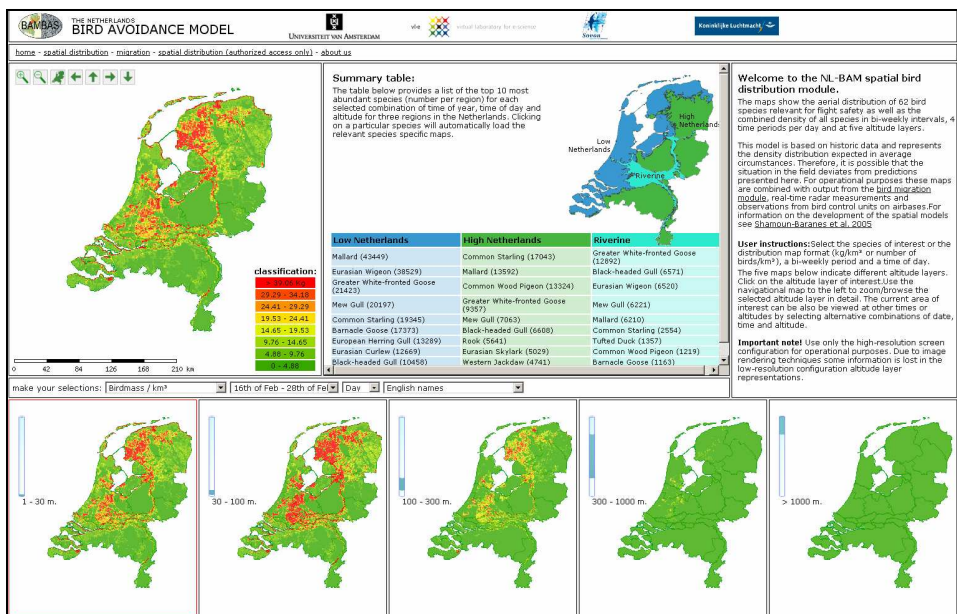 BAMBAS
THE NETHERLANDS
BIRD AVOIDANCE MODEL
UNIVERSITEIT VAN AMSTERDAM
vl-e
virtual laboratory for e-science
Sovon
Koninklijke Luchtmacht
home - spatial distribution - migration - spatial distribution (authorized access only) - about us
classification:
29.29 - 34.18
24.41 - 29.29
19.53 - 24.41
14.65 - 19.53
9.76 - 14.65
4.88 - 9.76
0 - 4.88
0 42 84 126 168 210 km
Summary table:
The table below provides a list of the top 10 most
abundant species (number per region) for each
selected combination of time of year, time of day and
altitude for three regions in the Netherlands. Clicking
on a particular species will automatically load the
relevant species specific maps.
High
Netherlands
Low
Netherlands
Riverine
Low Netherlands High Netherlands Riverine
Mallard (43449) Common Starling (17043) Greater White-fronted Goose (12892)
Eurasian Wigeon (38529) Mallard (13592) Black-headed Gull (6571)
Greater White-fronted Goose (21423) Common Wood Pigeon (13324) Eurasian Wigeon (6520)
Mew Gull (20197) Greater White-fronted Goose (9357) Mew Gull (6221)
Common Starling (19345) Mew Gull (7063) Mallard (6210)
Barnacle Goose (17373) Black-headed Gull (6608) Common Starling (2554)
European Herring Gull (13289) Rook (5641) Tufted Duck (1357)
Eurasian Curlew (12669) Eurasian Skylark (5029) Common Wood Pigeon (1219)
Black-headed Gull (10458) Western Jackdaw (4741) Barnacle Goose (1163)
Welcome to the NL-BAM spatial bird
distribution module.
The maps show the aerial distribution of 62 bird
species relevant for flight safety as well as the
combined density of all species in bi-weekly intervals, 4
time periods per day and at five altitude layers.
This model is based on historic data and represents
the density distribution expected in average
circumstances. Therefore, it is possible that the
situation in the field deviates from predictions
presented here. For operational purposes these maps
are combined with output from the bird migration
module, real-time radar measurements and
observations from bird control units on airbases.For
information on the development of the spatial models
see Shamoun-Baranes et al. 2005
User instructions:Select the species of interest or the
distribution map format (kg/km² or number of
birds/km²), a bi-weekly period and a time of day.
The five maps below indicate different altitude layers.
Click on the altitude layer of interest.Use the
navigational map to the left to zoom/browse the
selected altitude layer in detail. The current area of
interest can be also be viewed at other times or
altitudes by selecting alternative combinations of date,
time and altitude.
Important note! Use only the high-resolution screen
configuration for operational purposes. Due to image
rendering techniques some information is lost in the
low-resolution configuration altitude layer
representations.
make your selections: Birdmass / km² 16th of Feb - 28th of Fel Day English names
1 - 30 m.
30 - 100 m.
100 - 300 m.
300 - 1000 m.
> 1000 m.